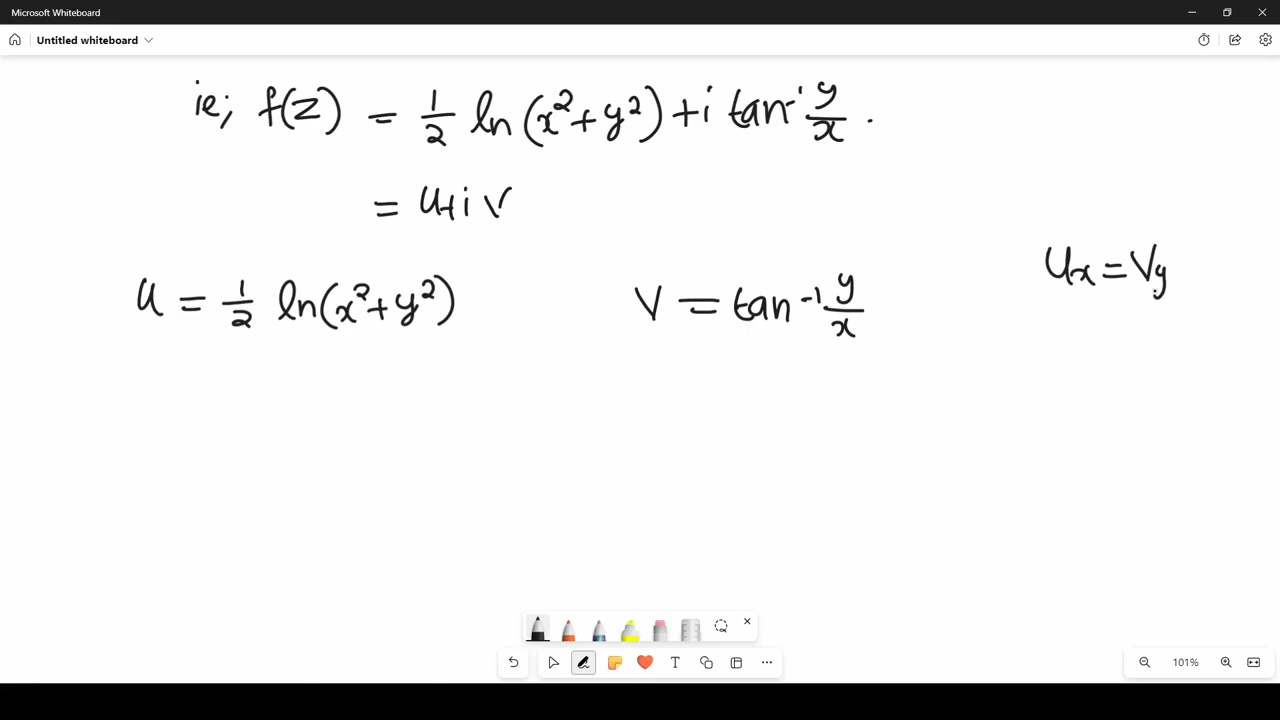 Microsoft Whiteboard
Untitled whiteboard
ie; f(z) = 1/2 ln(x²+y²) + i tan⁻¹ y/x .
= u+iv
u = 1/2 ln(x²+y²) v = tan⁻¹ y/x uₓ = v_y
101%